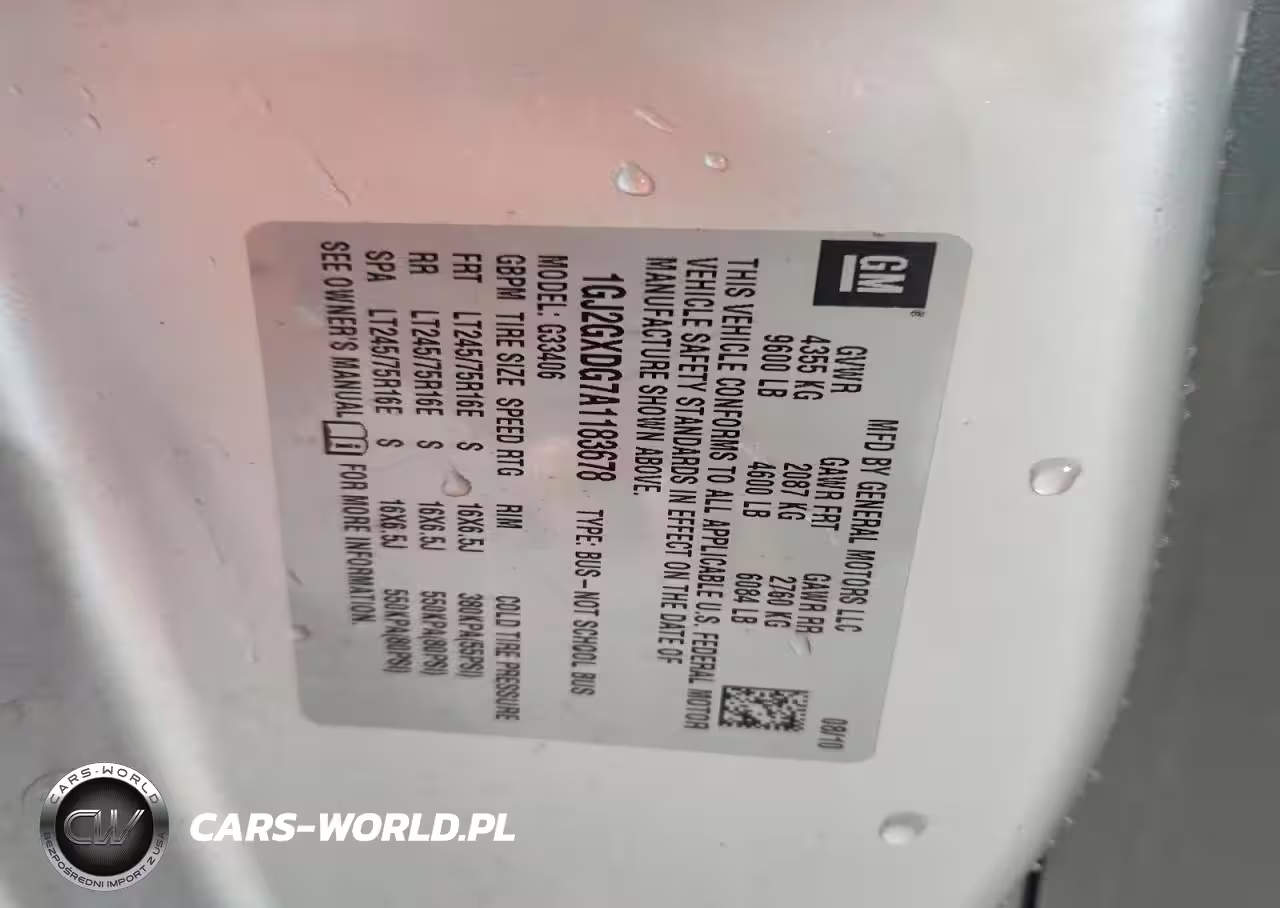 GM®
MFD BY GENERAL MOTORS LLC 08/10
GVWR GAWR FRT GAWR RR
4355 KG 2087 KG 2760 KG
9600 LB 4600 LB 6084 LB
THIS VEHICLE CONFORMS TO ALL APPLICABLE U.S. FEDERAL MOTOR
VEHICLE SAFETY STANDARDS IN EFFECT ON THE DATE OF
MANUFACTURE SHOWN ABOVE.
1GJ2GXDG7A1183678 TYPE: BUS-NOT SCHOOL BUS
MODEL: G33406
GBPM TIRE SIZE SPEED RTG RIM COLD TIRE PRESSURE
FRT LT245/75R16E S 16X6.5J 380KPA(55PSI)
RR LT245/75R16E S 16X6.5J 550KPA(80PSI)
SPA LT245/75R16E S 16X6.5J 550KPA(80PSI)
SEE OWNER'S MANUAL FOR MORE INFORMATION.
CARS-WORLD
CW
BEZPOŚREDNI IMPORT Z USA
CARS-WORLD.PL